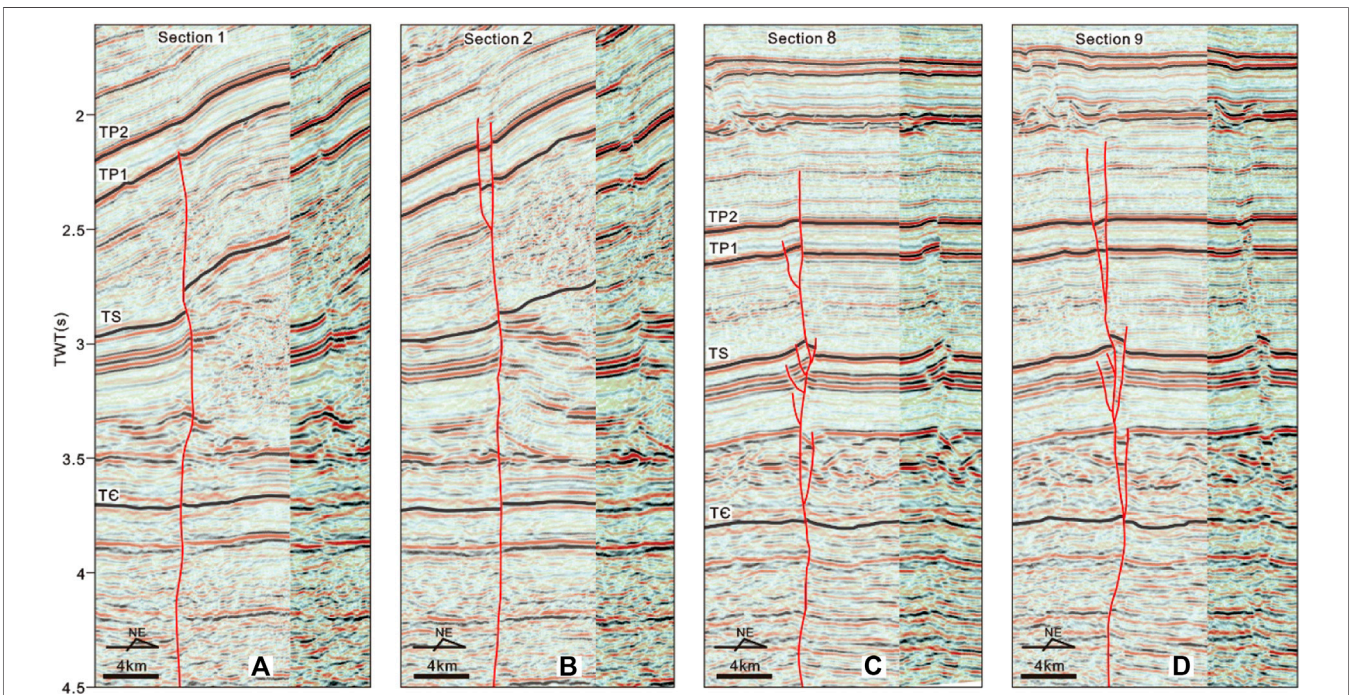 Section 1
Section 2
Section 8
Section 9
TWT(s)
2
2.5
3
3.5
4
4.5
TP2
TP1
TS
TЄ
TP2
TP1
TS
TЄ
NE
4km
A
NE
4km
B
NE
4km
C
NE
4km
D